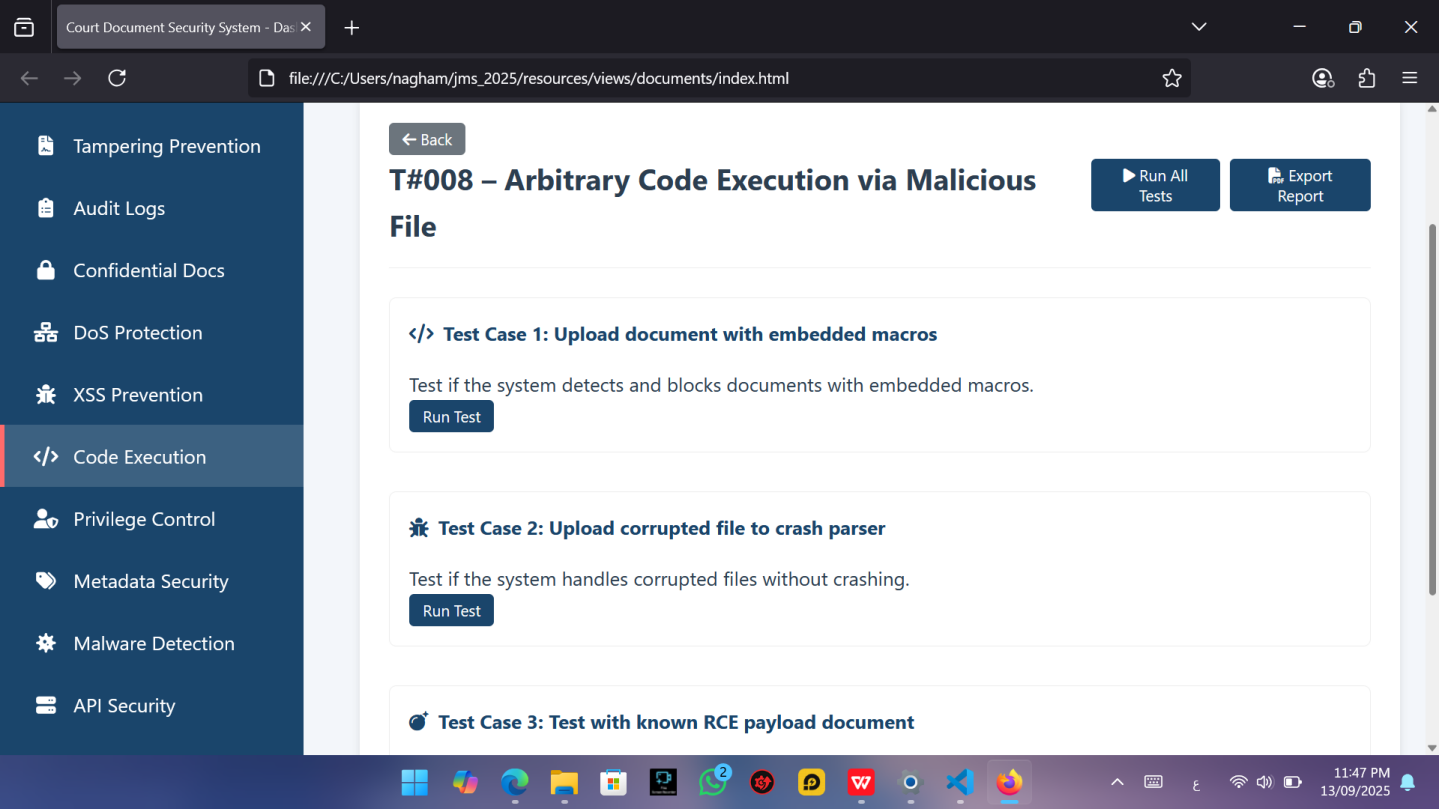 Court Document Security System - Das
file:///C:/Users/nagham/jms_2025/resources/views/documents/index.html
Tampering Prevention
Audit Logs
Confidential Docs
DoS Protection
XSS Prevention
Code Execution
Privilege Control
Metadata Security
Malware Detection
API Security
Back
T#008 – Arbitrary Code Execution via Malicious
File
Run All
Tests
Export
Report
Test Case 1: Upload document with embedded macros
Test if the system detects and blocks documents with embedded macros.
Run Test
Test Case 2: Upload corrupted file to crash parser
Test if the system handles corrupted files without crashing.
Run Test
Test Case 3: Test with known RCE payload document
2
ع
11:47 PM
13/09/2025